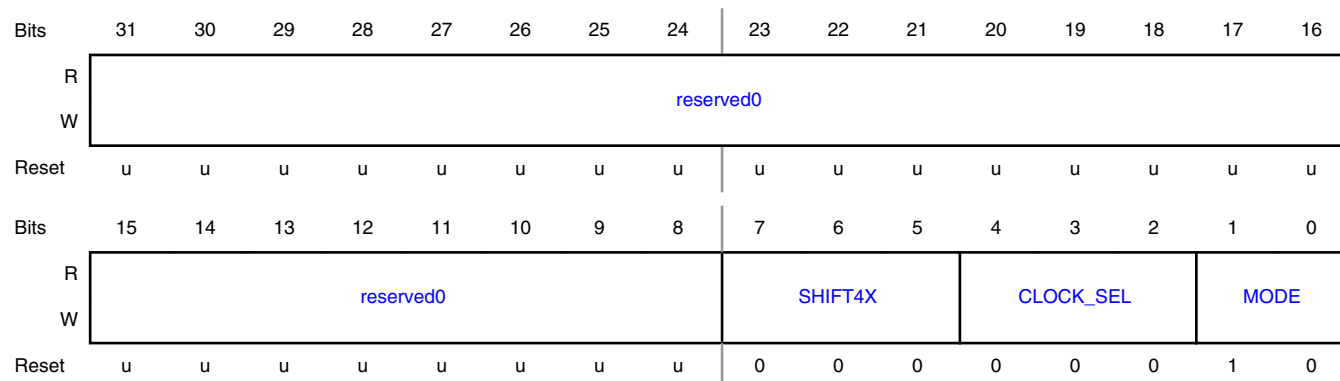 Bits 31 30 29 28 27 26 25 24 23 22 21 20 19 18 17 16
R
reserved0
W
Reset u u u u u u u u u u u u u u u u
Bits 15 14 13 12 11 10 9 8 7 6 5 4 3 2 1 0
R
reserved0 SHIFT4X CLOCK_SEL MODE
W
Reset u u u u u u u u 0 0 0 0 0 0 1 0